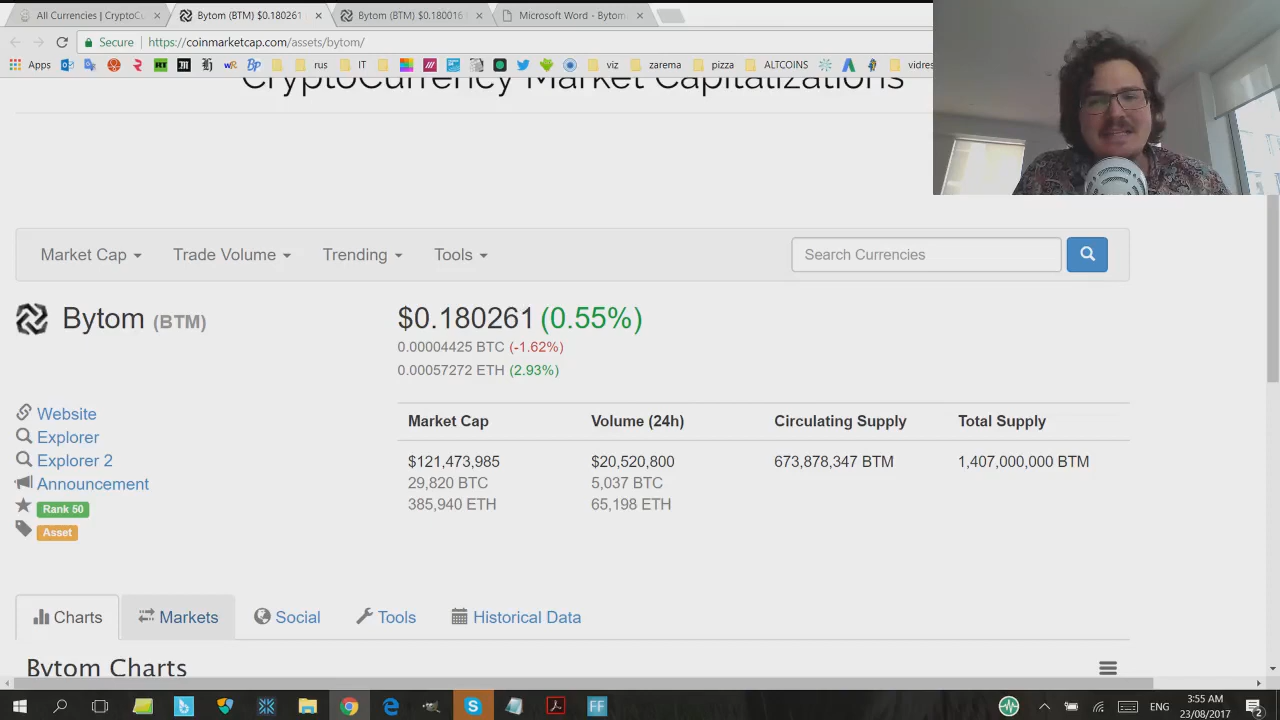 All Currencies | CryptoCu
Bytom (BTM) $0.180261
Bytom (BTM) $0.180016
Microsoft Word - Bytom
Secure
https://coinmarketcap.com/assets/bytom/
Apps
rus
IT
viz
zarema
pizza
ALTCOINS
vidres
CryptoCurrency Market Capitalizations
Market Cap
Trade Volume
Trending
Tools
Search Currencies
Bytom (BTM)
$0.180261 (0.55%)
0.00004425 BTC (-1.62%)
0.00057272 ETH (2.93%)
Website
Explorer
Explorer 2
Announcement
Rank 50
Asset
Market Cap
Volume (24h)
Circulating Supply
Total Supply
$121,473,985
$20,520,800
673,878,347 BTM
1,407,000,000 BTM
29,820 BTC
5,037 BTC
385,940 ETH
65,198 ETH
Charts
Markets
Social
Tools
Historical Data
Bytom Charts
FF
ENG
3:55 AM
23/08/2017
2